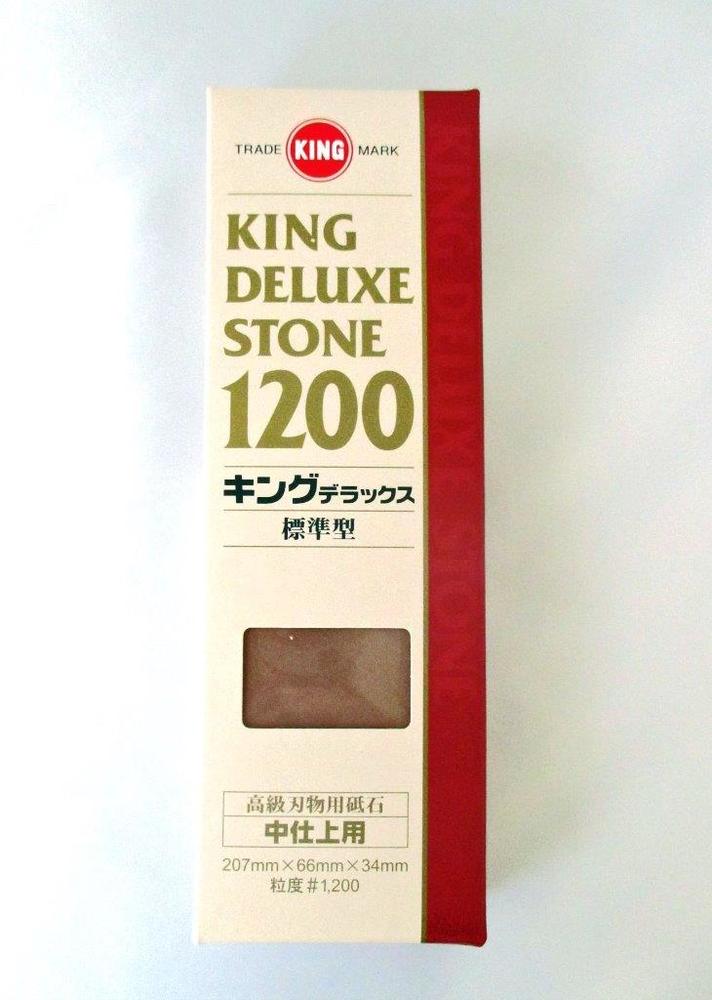 TRADE KING MARK
KING
DELUXE
STONE
1200
キングデラックス
標準型
高級刃物用砥石
中仕上用
207mm×66mm×34mm
粒度#1,200
KING DELUXE STONE